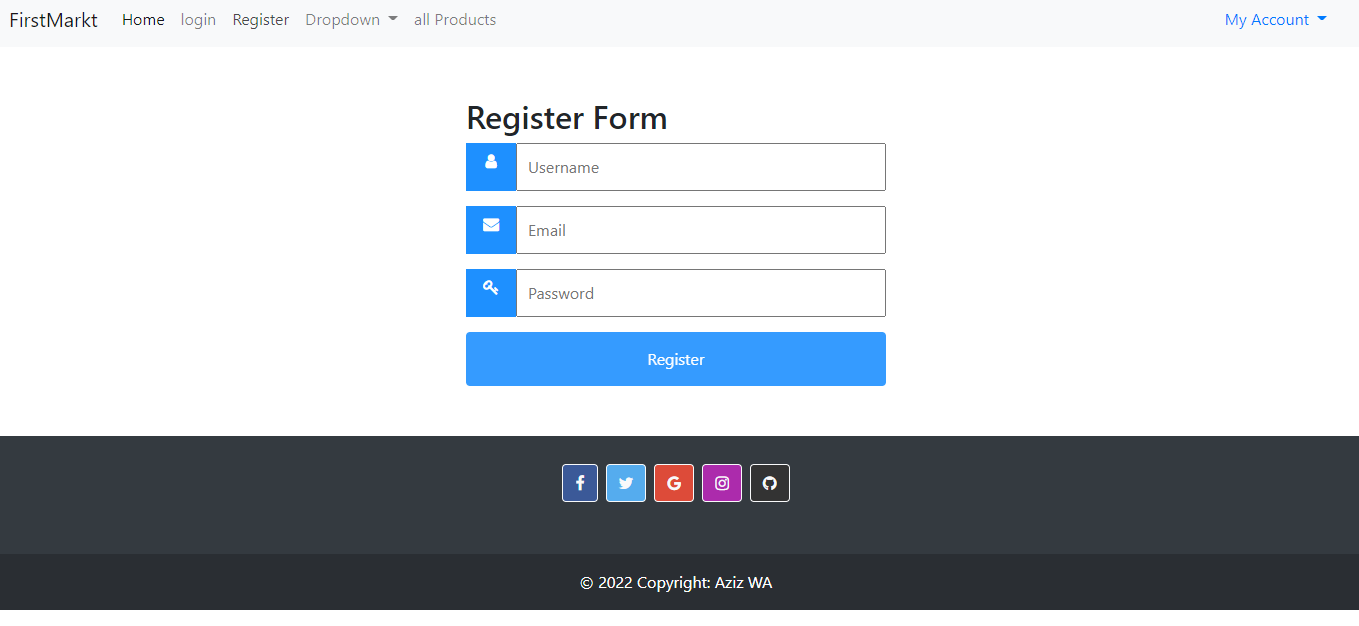 FirstMarkt Home login Register Dropdown all Products My Account
Register Form
Username
Email
Password
Register
© 2022 Copyright: Aziz WA